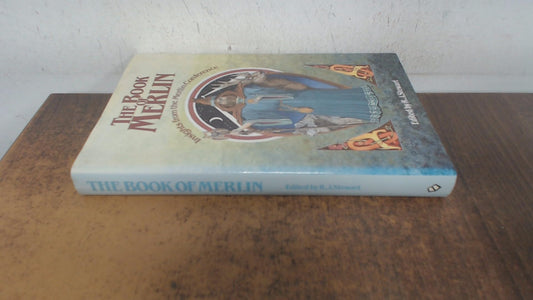 THE BOOK
OF
MERLIN
Insights from the Merlin Conference
Edited by R.J. Stewart
THE BOOK OF MERLIN Edited by R.J. Stewart